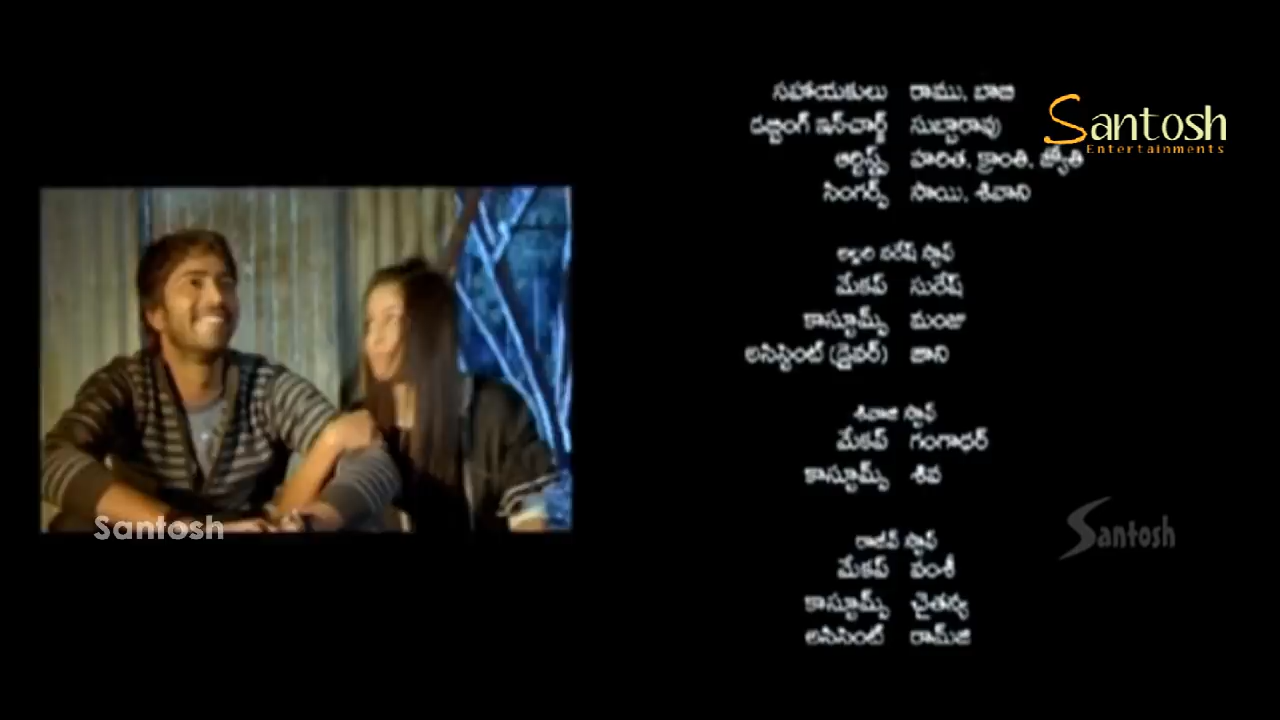 సహాయకులు రాము, బాజి
డబ్బింగ్ ఇన్‌చార్జ్ సుబ్బారావు
ఆర్టిస్ట్స్ హరిత, క్రాంతి, జ్యోతి
సింగర్స్ సాయి, శివాని
Santosh
Entertainments
అల్లరి నరేష్ స్టాఫ్
మేకప్ సురేష్
కాస్ట్యూమ్స్ మంజు
అసిస్టెంట్ (డ్రైవర్) జాని
శివాజి స్టాఫ్
మేకప్ గంగాధర్
కాస్ట్యూమ్స్ శివ
రాజీవ్ స్టాఫ్
మేకప్ వంశీ
కాస్ట్యూమ్స్ చైతన్య
అసిసెంట్ రామ్‌జి
Santosh
Santosh